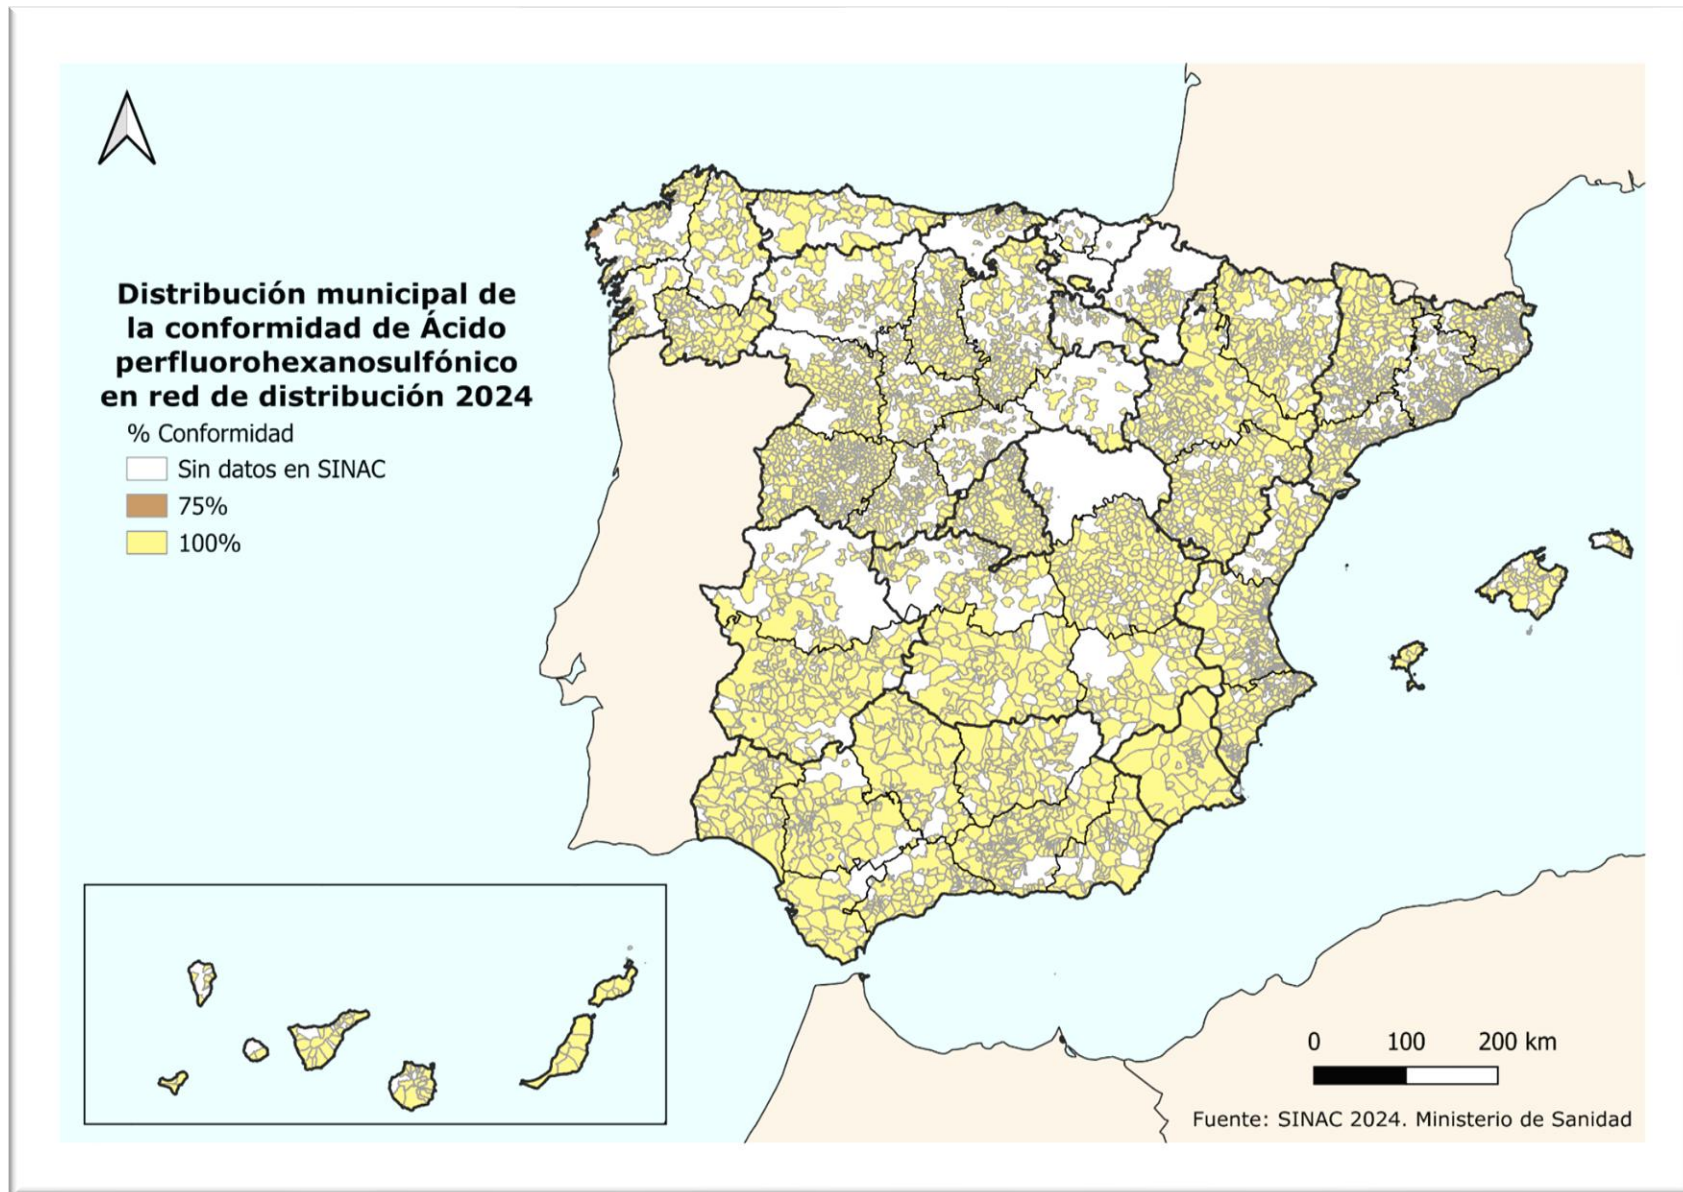 Distribución municipal de
la conformidad de Ácido
perfluorohexanosulfónico
en red de distribución 2024
% Conformidad
Sin datos en SINAC
75%
100%
0 100 200 km
Fuente: SINAC 2024. Ministerio de Sanidad